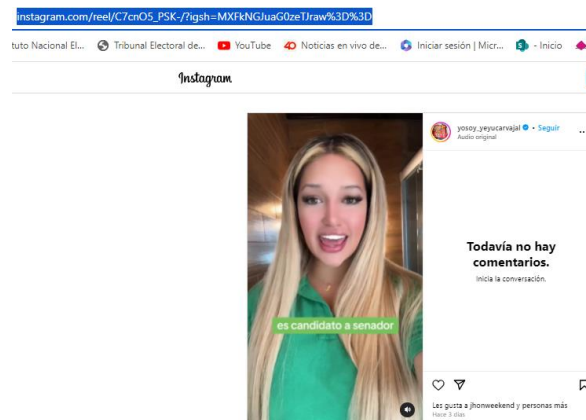 instagram.com/reel/C7cnO5_PSK-/?igsh=MXFkNGJuaG0zeTJraw%3D%3D
tuto Nacional El... Tribunal Electoral de... YouTube Noticias en vivo de... Iniciar sesión | Micr... - Inicio
Instagram
yosoy_yeyucarvajal • Seguir
Audio original
Todavía no hay
comentarios.
Inicia la conversación.
es candidato a senador
Les gusta a jhonweekend y personas más
Hace 3 días